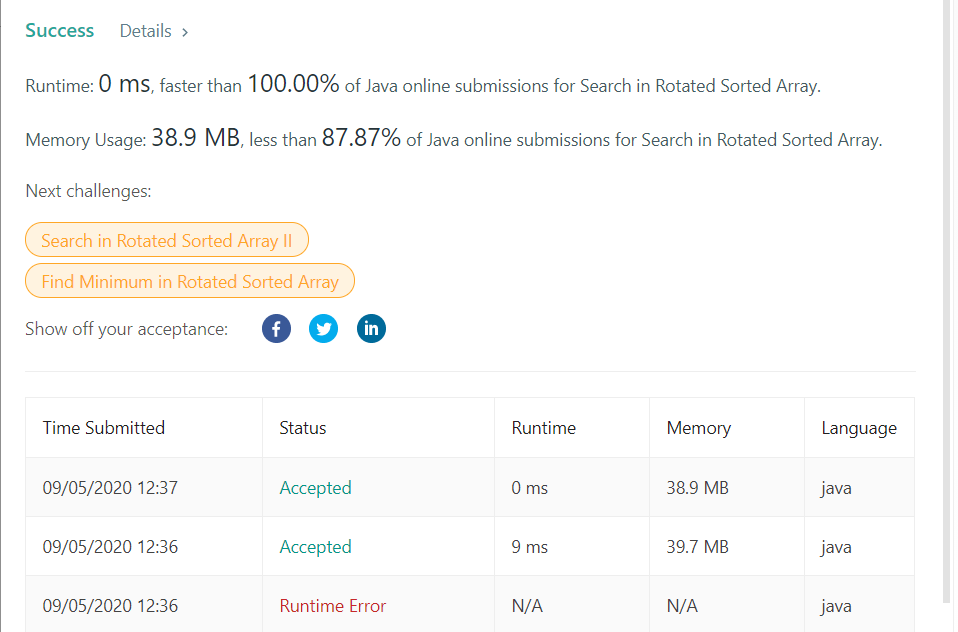 Success Details >
Runtime: 0 ms, faster than 100.00% of Java online submissions for Search in Rotated Sorted Array.
Memory Usage: 38.9 MB, less than 87.87% of Java online submissions for Search in Rotated Sorted Array.
Next challenges:
Search in Rotated Sorted Array II
Find Minimum in Rotated Sorted Array
Show off your acceptance: f in
Time Submitted Status Runtime Memory Language
09/05/2020 12:37 Accepted 0 ms 38.9 MB java
09/05/2020 12:36 Accepted 9 ms 39.7 MB java
09/05/2020 12:36 Runtime Error N/A N/A java